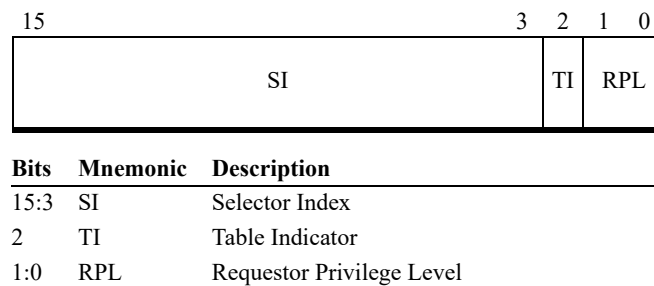 15 3 2 1 0
SI TI RPL
Bits Mnemonic Description
15:3 SI Selector Index
2 TI Table Indicator
1:0 RPL Requestor Privilege Level